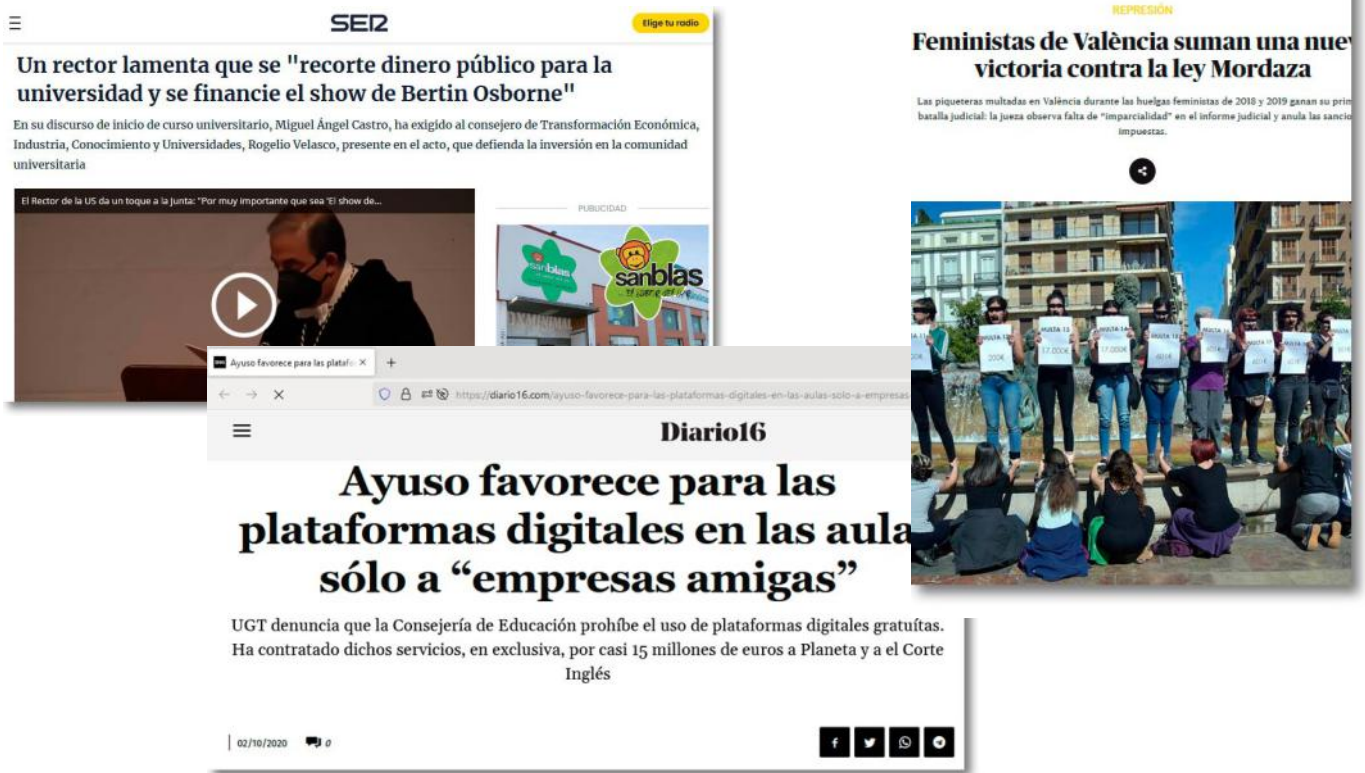 SER
Elige tu radio
Un rector lamenta que se "recorte dinero público para la
universidad y se financie el show de Bertin Osborne"
En su discurso de inicio de curso universitario, Miguel Ángel Castro, ha exigido al consejero de Transformación Económica,
Industria, Conocimiento y Universidades, Rogelio Velasco, presente en el acto, que defienda la inversión en la comunidad
universitaria
El Rector de la US da un toque a la Junta: "Por muy importante que sea 'El show de...
PUBLICIDAD
sanblas
sanblas
REPRESIÓN
Feministas de València suman una nue
victoria contra la ley Mordaza
Las piqueteras multadas en València durante las huelgas feministas de 2018 y 2019 ganan su prim
batalla judicial: la jueza observa falta de “imparcialidad” en el informe judicial y anula las sancio
impuestas.
MULTA 13
200€
17.000€
17.000€
601€
Ayuso favorece para las plataf
https://diario16.com/ayuso-favorece-para-las-plataformas-digitales-en-las-aulas-solo-a-empresas
Diario16
Ayuso favorece para las
plataformas digitales en las aula
sólo a “empresas amigas”
UGT denuncia que la Consejería de Educación prohíbe el uso de plataformas digitales gratuítas.
Ha contratado dichos servicios, en exclusiva, por casi 15 millones de euros a Planeta y a el Corte
Inglés
02/10/2020 0